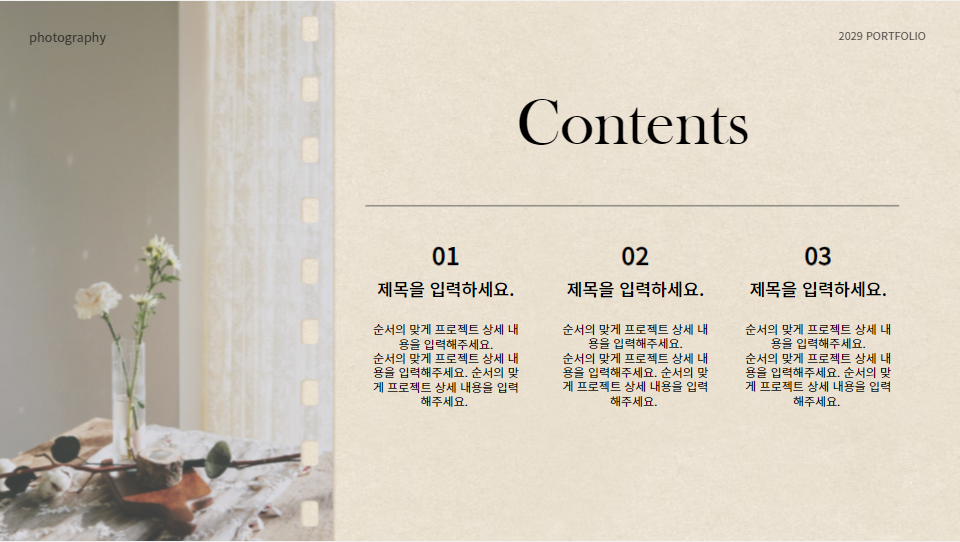 photography
2029 PORTFOLIO
Contents
01
제목을 입력하세요.
순서의 맞게 프로젝트 상세 내
용을 입력해주세요.
순서의 맞게 프로젝트 상세 내
용을 입력해주세요. 순서의 맞
게 프로젝트 상세 내용을 입력
해주세요.
02
제목을 입력하세요.
순서의 맞게 프로젝트 상세 내
용을 입력해주세요.
순서의 맞게 프로젝트 상세 내
용을 입력해주세요. 순서의 맞
게 프로젝트 상세 내용을 입력
해주세요.
03
제목을 입력하세요.
순서의 맞게 프로젝트 상세 내
용을 입력해주세요.
순서의 맞게 프로젝트 상세 내
용을 입력해주세요. 순서의 맞
게 프로젝트 상세 내용을 입력
해주세요.